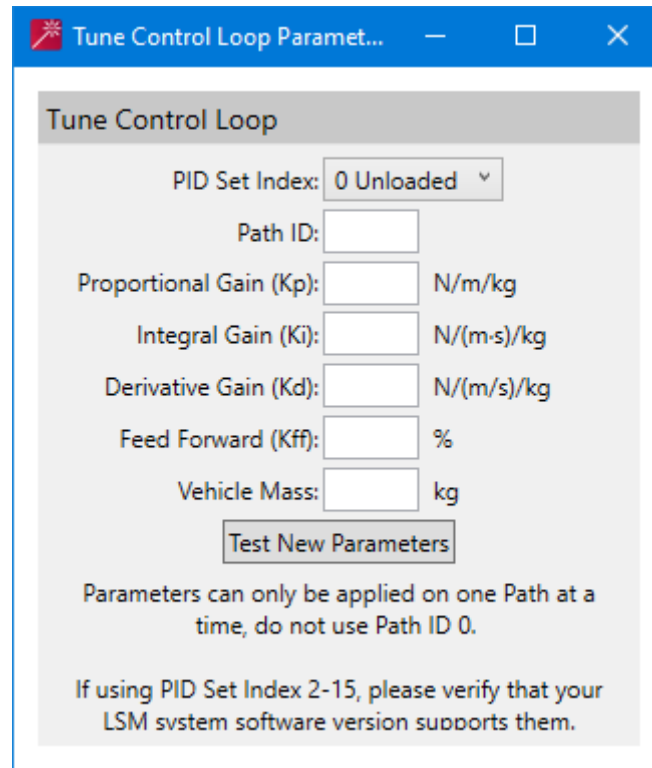 Tune Control Loop Paramet...
Tune Control Loop
PID Set Index: 0 Unloaded
Path ID:
Proportional Gain (Kp): N/m/kg
Integral Gain (Ki): N/(m·s)/kg
Derivative Gain (Kd): N/(m/s)/kg
Feed Forward (Kff): %
Vehicle Mass: kg
Test New Parameters
Parameters can only be applied on one Path at a
time, do not use Path ID 0.
If using PID Set Index 2-15, please verify that your
LSM system software version supports them.